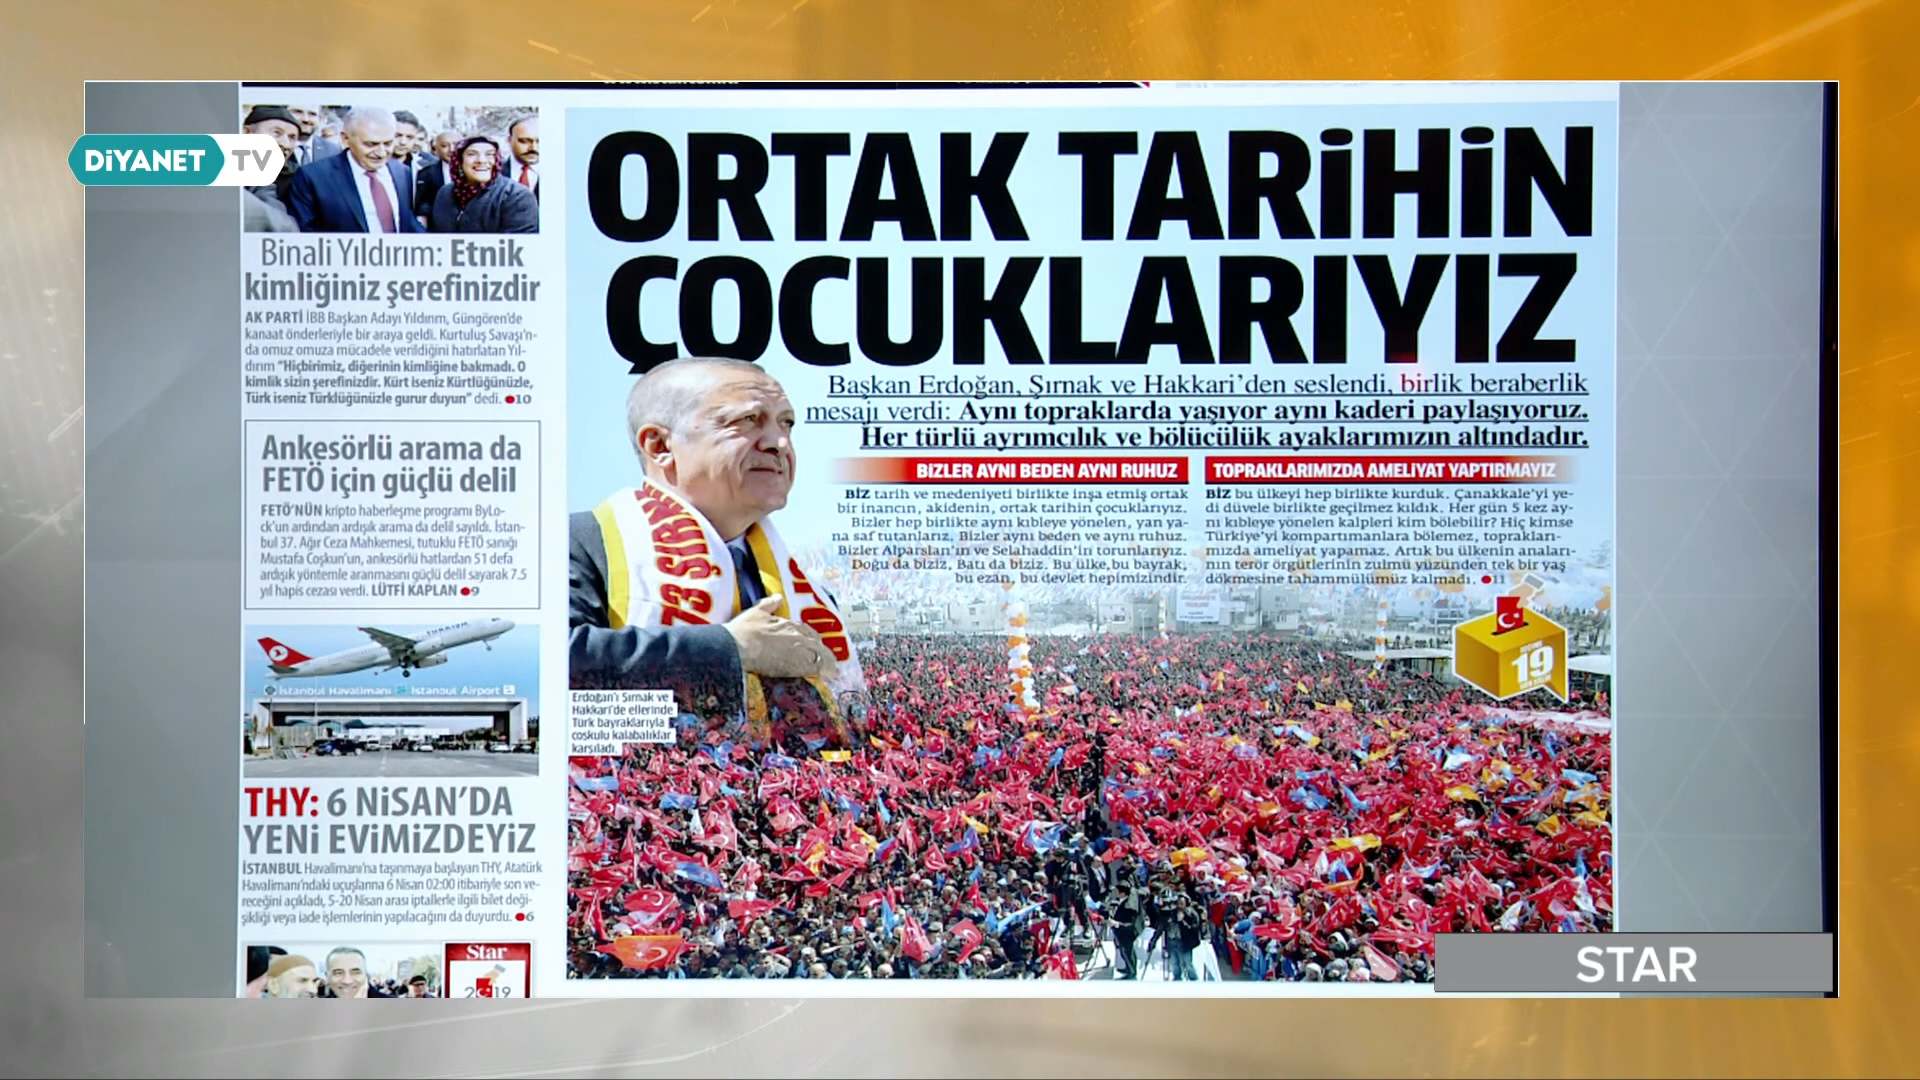 DiYANET TV
Binali Yıldırım: Etnik
kimliğiniz şerefinizdir
AK PARTİ İBB Başkan Adayı Yıldırım, Güngören’de
kanaat önderleriyle bir araya geldi. Kurtuluş Savaşı’n-
da omuz omuza mücadele verildiğini hatırlatan Yıl-
dırım “Hiçbirimiz, diğerinin kimliğine bakmadı. O
kimlik sizin şerefinizdir. Kürt iseniz Kürtlüğünüzle,
Türk iseniz Türklüğünüzle gurur duyun” dedi. ●10
Ankesörlü arama da
FETÖ için güçlü delil
FETÖ’NÜN kripto haberleşme programı ByLo-
ck’un ardından ardışık arama da delil sayıldı. İstan-
bul 37. Ağır Ceza Mahkemesi, tutuklu FETÖ sanığı
Mustafa Coşkun’un, ankesörlü hatlardan 51 defa
ardışık yöntemle aranmasını güçlü delil sayarak 7.5
yıl hapis cezası verdi. LÜTFİ KAPLAN ●9
TURKISH
İstanbul Havalimanı Istanbul Airport
THY: 6 NiSAN’DA
YENİ EVİMİZDEYİZ
İSTANBUL Havalimanı’na taşınmaya başlayan THY, Atatürk
Havalimanı’ndaki uçuşlarına 6 Nisan 02:00 itibariyle son ve-
receğini açıkladı, 5-20 Nisan arası iptallerle ilgili bilet deği-
şikliği veya iade işlemlerinin yapılacağını da duyurdu. ●6
Star
2019
ORTAK TARiHiN
ÇOCUKLARIYIZ
Başkan Erdoğan, Şırnak ve Hakkari’den seslendi, birlik beraberlik
mesajı verdi: Aynı topraklarda yaşıyor aynı kaderi paylaşıyoruz.
Her türlü ayrımcılık ve bölücülük ayaklarımızın altındadır.
BIZLER AYNI BEDEN AYNI RUHUZ
BİZ tarih ve medeniyeti birlikte inşa etmiş ortak
bir inancın, akidenin, ortak tarihin çocuklarıyız.
Bizler hep birlikte aynı kıbleye yönelen, yan ya-
na saf tutanlarız. Bizler aynı beden ve aynı ruhuz.
Bizler Alparslan’ın ve Selahaddin’in torunlarıyız.
Doğu da biziz, Batı da biziz. Bu ülke,bu bayrak,
bu ezan, bu devlet hepimizindir.
TOPRAKLARIMIZDA AMELİYAT YAPTIRMAYIZ
BİZ bu ülkeyi hep birlikte kurduk. Çanakkale’yi ye-
di düvele birlikte geçilmez kıldık. Her gün 5 kez ay-
nı kıbleye yönelen kalpleri kim bölebilir? Hiç kimse
Türkiye’yi kompartımanlara bölemez, toprakları-
mızda ameliyat yapamaz. Artık bu ülkenin anaları-
nın terör örgütlerinin zulmü yüzünden tek bir yaş
dökmesine tahammülümüz kalmadı. ●11
73 ŞIRN
19
Erdoğan’ı Şırnak ve
Hakkari’de ellerinde
Türk bayraklarıyla
coşkulu kalabalıklar
karşıladı.
STAR